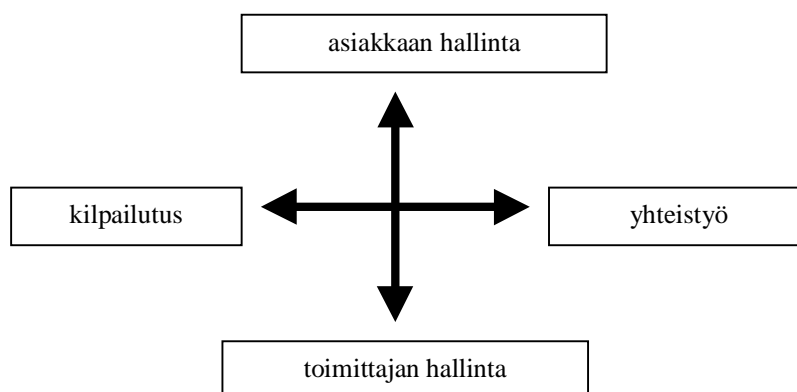 asiakkaan hallinta
kilpailutus
yhteistyö
toimittajan hallinta